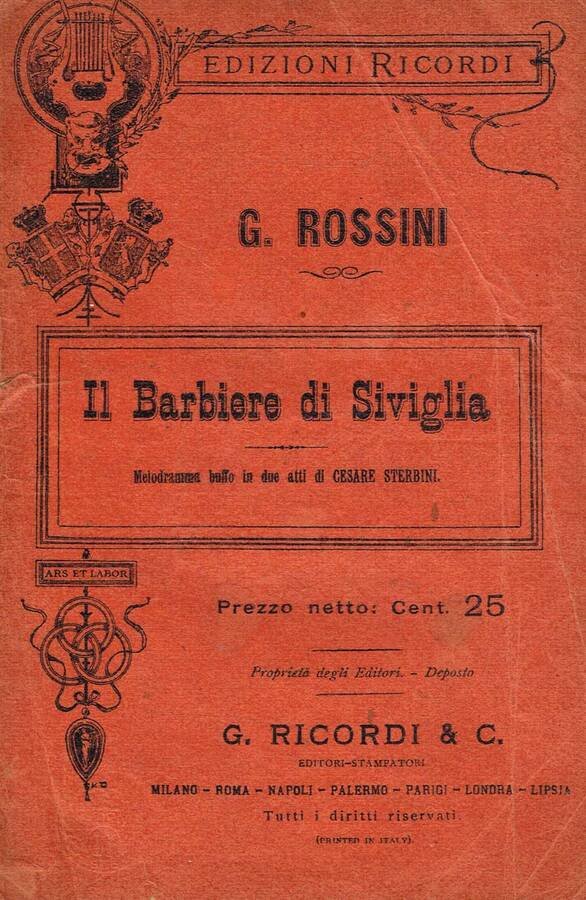 EDIZIONI RICORDI
G. ROSSINI
Il Barbiere di Siviglia
Melodramma buffo in due atti di CESARE STERBINI.
ARS ET LABOR
Prezzo netto: Cent. 25
Proprietà degli Editori. - Deposto
G. RICORDI & C.
EDITORI-STAMPATORI
MILANO - ROMA - NAPOLI - PALERMO - PARIGI - LONDRA - LIPSIA
Tutti i diritti riservati.
(PRINTED IN ITALY).